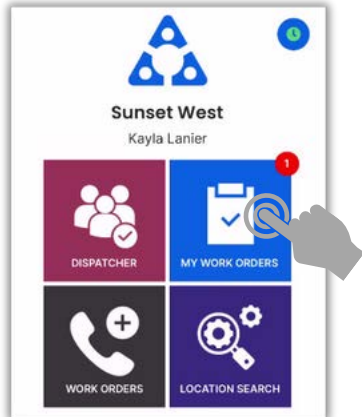 Sunset West
Kayla Lanier
1
DISPATCHER
MY WORK ORDERS
WORK ORDERS
LOCATION SEARCH